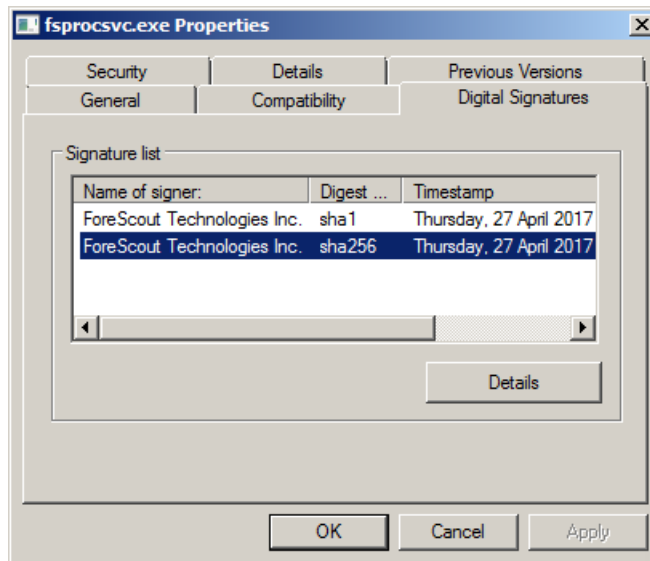 fsprocsvc.exe Properties
Security Details Previous Versions
General Compatibility Digital Signatures
Signature list
Name of signer: Digest ... Timestamp
ForeScout Technologies Inc. sha1 Thursday, 27 April 2017
ForeScout Technologies Inc. sha256 Thursday, 27 April 2017
Details
OK Cancel Apply